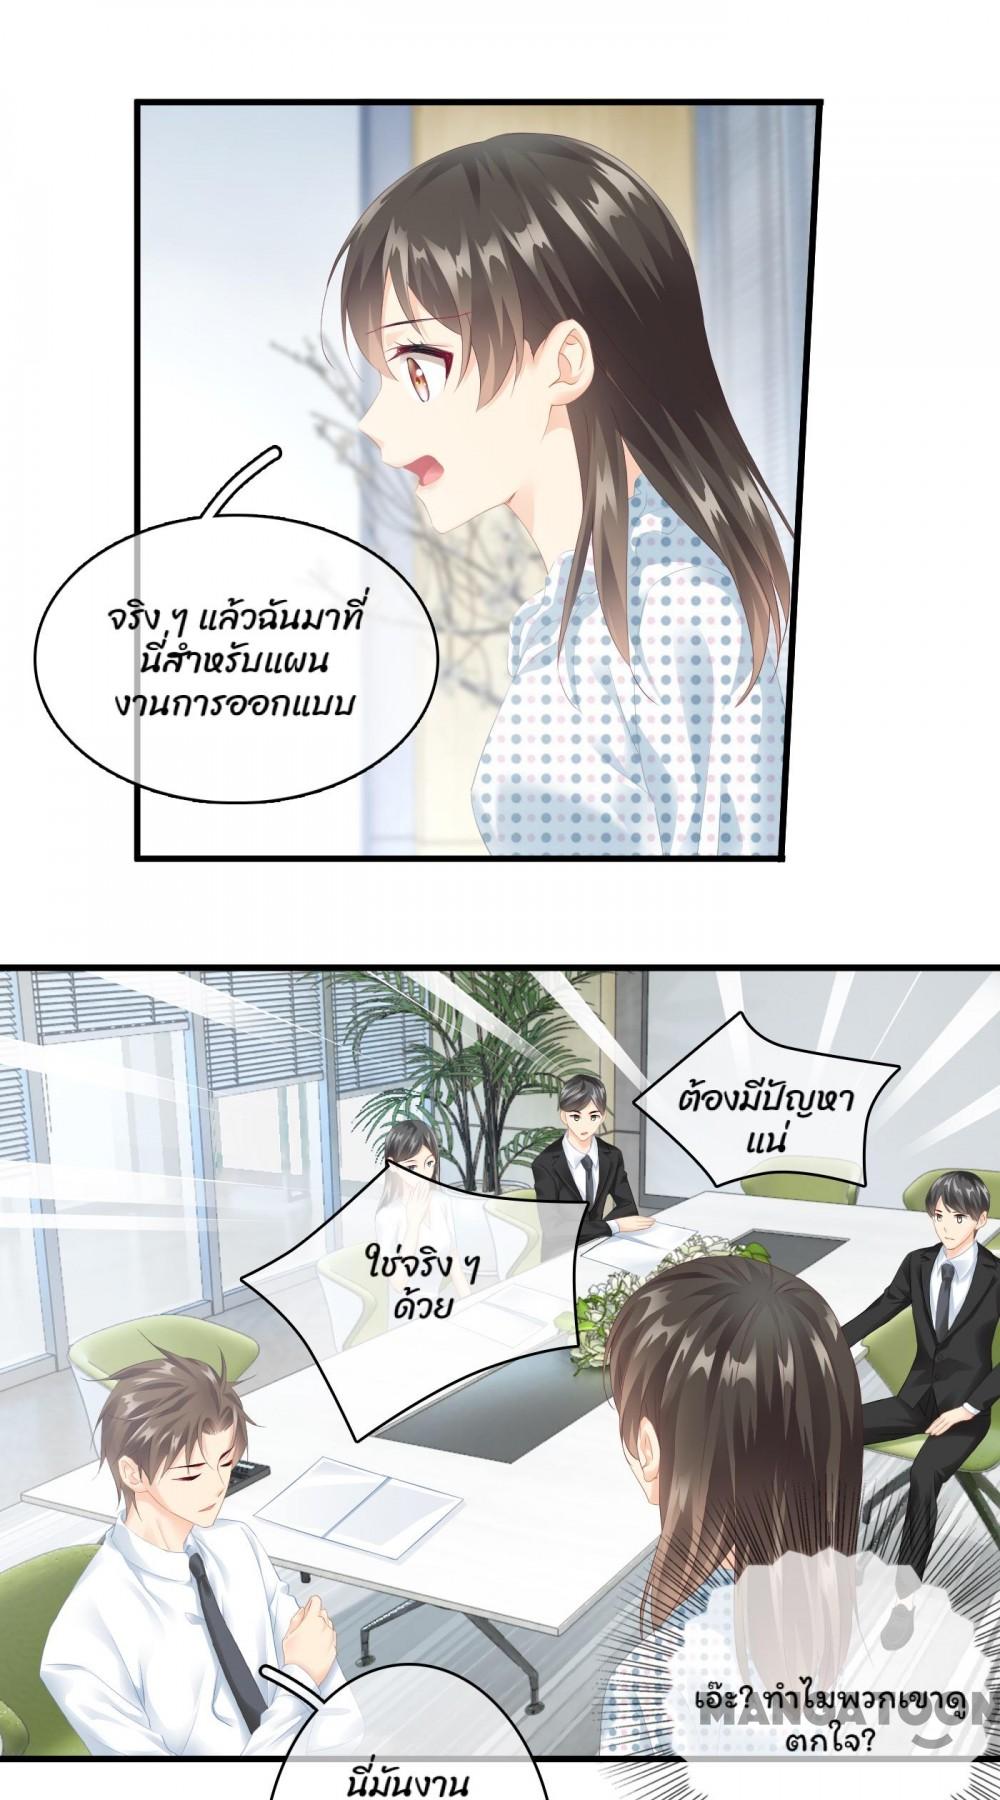 จริง ๆ แล้วฉันมาที่
นี่สำหรับแผน
งานการออกแบบ
ต้องมีปัญหา
แน่
ใช่จริง ๆ
ด้วย
เอ๊ะ? ทำไมพวกเขาดู
ตกใจ?
MANGATOON
นี่มันงาน